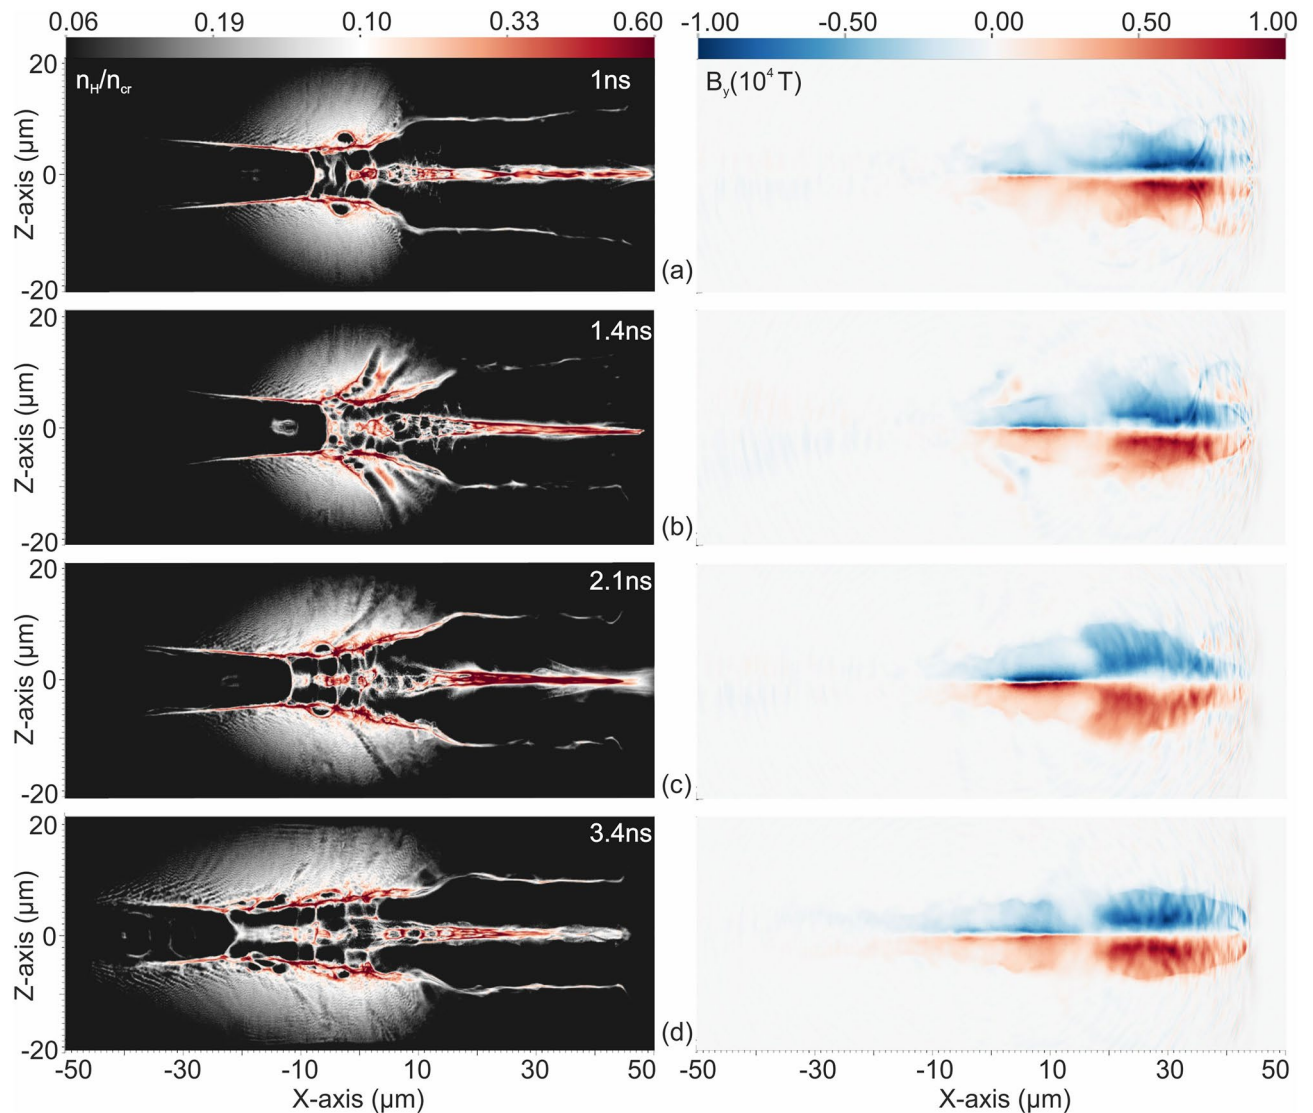 0.06 0.19 0.10 0.33 0.60 -1.00 -0.50 0.00 0.50 1.00
20 n_H/n_cr 1ns B_y(10^4 T)
Z-axis (µm)
0
-20
(a)
20 1.4ns
Z-axis (µm)
0
-20
(b)
20 2.1ns
Z-axis (µm)
0
-20
(c)
20 3.4ns
Z-axis (µm)
0
-20
(d)
-50 -30 -10 10 30 50 -50 -30 -10 10 30 50
X-axis (µm) X-axis (µm)